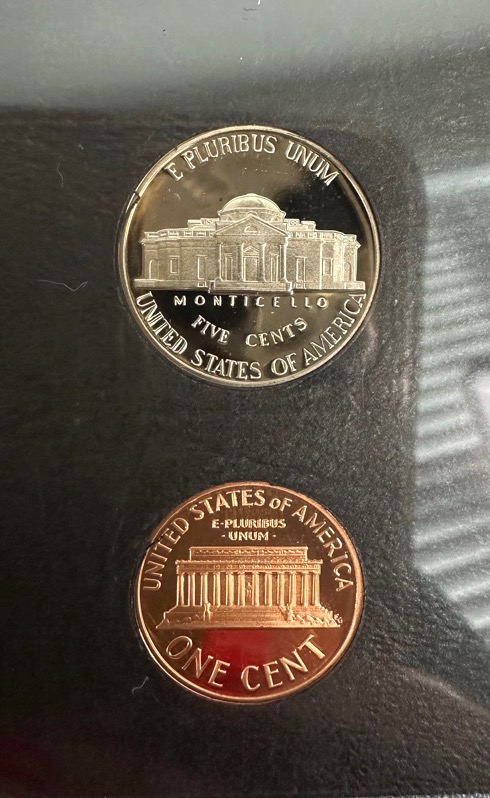 E PLURIBUS UNUM
MONTICELLO
FIVE CENTS
UNITED STATES OF AMERICA
UNITED STATES OF AMERICA
E·PLURIBUS
·UNUM·
ONE CENT